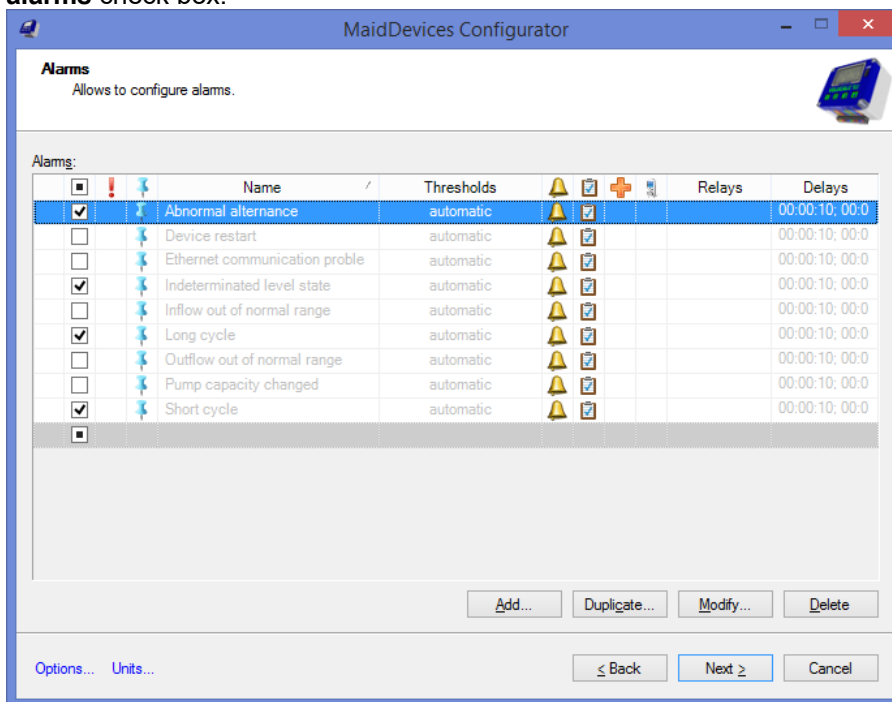 alarms check box.
MaidDevices Configurator
Alarms
Allows to configure alarms.
Alarms:
Name Thresholds Relays Delays
Abnormal alternance automatic 00:00:10; 00:0
Device restart automatic 00:00:10; 00:0
Ethernet communication proble automatic 00:00:10; 00:0
Indeterminated level state automatic 00:00:10; 00:0
Inflow out of normal range automatic 00:00:10; 00:0
Long cycle automatic 00:00:10; 00:0
Outflow out of normal range automatic 00:00:10; 00:0
Pump capacity changed automatic 00:00:10; 00:0
Short cycle automatic 00:00:10; 00:0
Add... Duplicate... Modify... Delete
Options... Units... < Back Next > Cancel